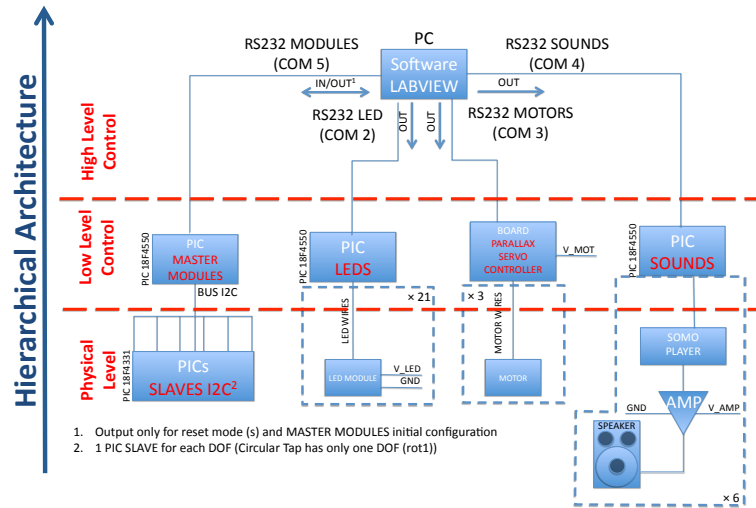 Hierarchical Architecture
High Level
Control
Low Level
Control
Physical
Level
PC
Software
LABVIEW
RS232 MODULES
(COM 5)
IN/OUT¹
RS232 SOUNDS
(COM 4)
OUT
RS232 LED
(COM 2)
OUT
OUT
RS232 MOTORS
(COM 3)
PIC 18F4550
PIC
MASTER
MODULES
BUS I2C
PIC 18F4550
PIC
LEDS
BOARD
PARALLAX
SERVO
CONTROLLER
V_MOT
PIC 18F4550
PIC
SOUNDS
PIC 18F4331
PICs
SLAVES I2C²
× 21
LED WIRES
LED MODULE
V_LED
GND
× 3
MOTOR WIRES
MOTOR
SOMO
PLAYER
AMP
GND
V_AMP
SPEAKER
× 6
1. Output only for reset mode (s) and MASTER MODULES initial configuration
2. 1 PIC SLAVE for each DOF (Circular Tap has only one DOF (rot1))